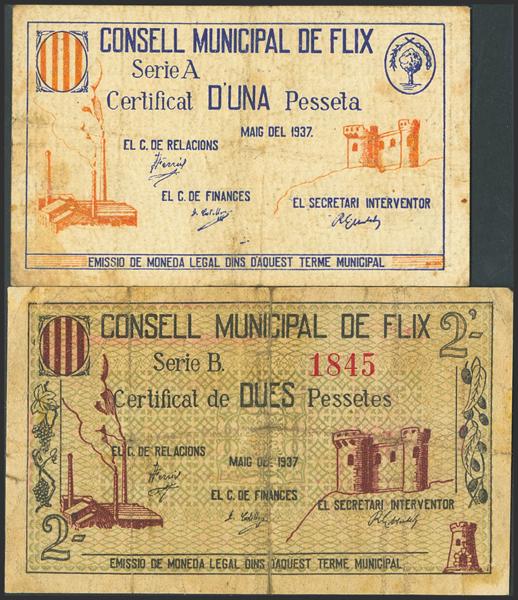 CONSELL MUNICIPAL DE FLIX
Serie A
Certificat D'UNA Pesseta
MAIG DEL 1937.
EL C. DE RELACIONS
EL C. DE FINANCES
EL SECRETARI INTERVENTOR
EMISSIO DE MONEDA LEGAL DINS D'AQUEST TERME MUNICIPAL
CONSELL MUNICIPAL DE FLIX 2'-
Serie B. 1845
Certificat de DUES Pessetes
EL C. DE RELACIONS
MAIG DEL 1937
EL C. DE FINANCES
EL SECRETARI INTERVENTOR
2'-
EMISSIO DE MONEDA LEGAL DINS D'AQUEST TERME MUNICIPAL